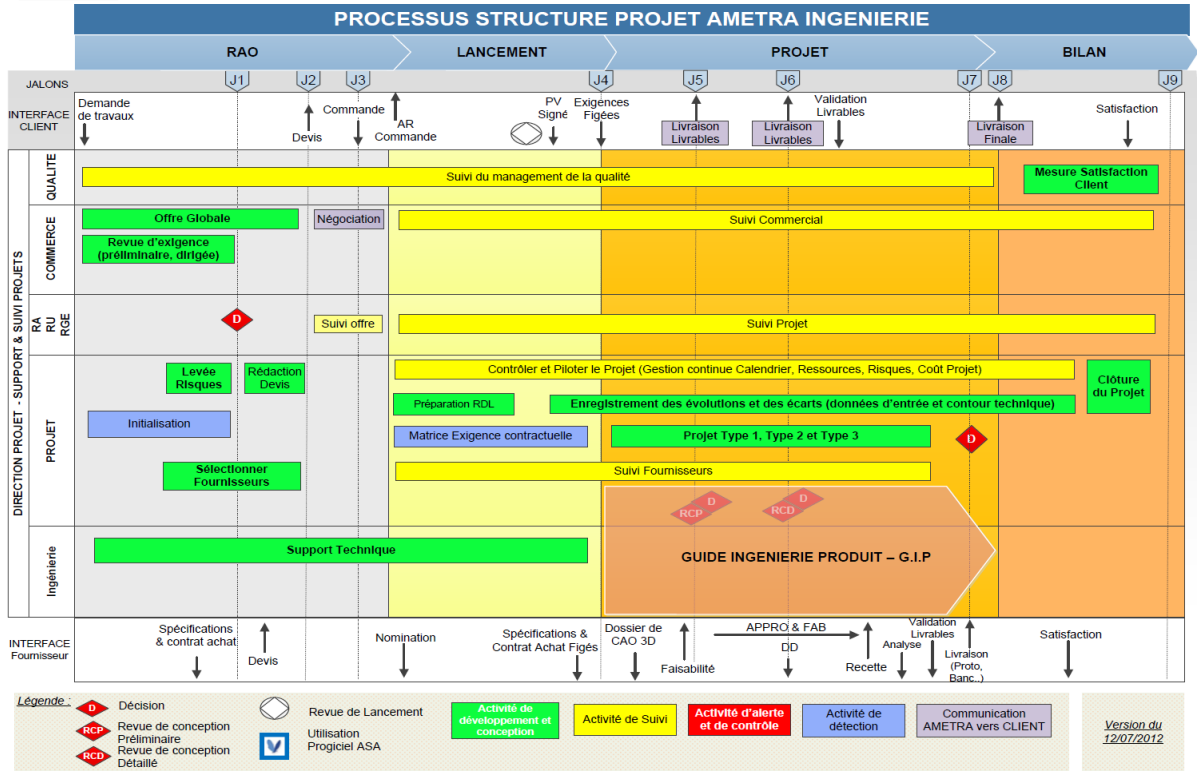 PROCESSUS STRUCTURE PROJET AMETRA INGENIERIE
RAO
LANCEMENT
PROJET
BILAN
JALONS
J1
J2
J3
J4
J5
J6
J7
J8
J9
INTERFACE
CLIENT
Demande
de travaux
Devis
Commande
AR
Commande
PV
Signé
Exigences
Figées
Livraison
Livrables
Livraison
Livrables
Validation
Livrables
Livraison
Finale
Satisfaction
DIRECTION PROJET - SUPPORT & SUIVI PROJETS
QUALITE
Suivi du management de la qualité
Mesure Satisfaction
Client
COMMERCE
Offre Globale
Négociation
Suivi Commercial
Revue d'exigence
(préliminaire, dirigée)
RA
RU
RGE
D
Suivi offre
Suivi Projet
PROJET
Levée
Risques
Rédaction
Devis
Contrôler et Piloter le Projet (Gestion continue Calendrier, Ressources, Risques, Coût Projet)
Clôture
du Projet
Préparation RDL
Enregistrement des évolutions et des écarts (données d'entrée et contour technique)
Initialisation
Matrice Exigence contractuelle
Projet Type 1, Type 2 et Type 3
D
Sélectionner
Fournisseurs
Suivi Fournisseurs
D
RCP
D
RCD
Ingénierie
Support Technique
GUIDE INGENIERIE PRODUIT – G.I.P
INTERFACE
Fournisseur
Spécifications
& contrat achat
Devis
Nomination
Spécifications &
Contrat Achat Figés
Dossier de
CAO 3D
Faisabilité
APPRO & FAB
DD
Recette
Analyse
Validation
Livrables
Livraison
(Proto,
Banc..)
Satisfaction
Légende :
D
Décision
RCP
Revue de conception
Préliminaire
RCD
Revue de conception
Détaillé
Revue de Lancement
Utilisation
Progiciel ASA
Activité de
développement et
conception
Activité de Suivi
Activité d'alerte
et de contrôle
Activité de
détection
Communication
AMETRA vers CLIENT
Version du
12/07/2012